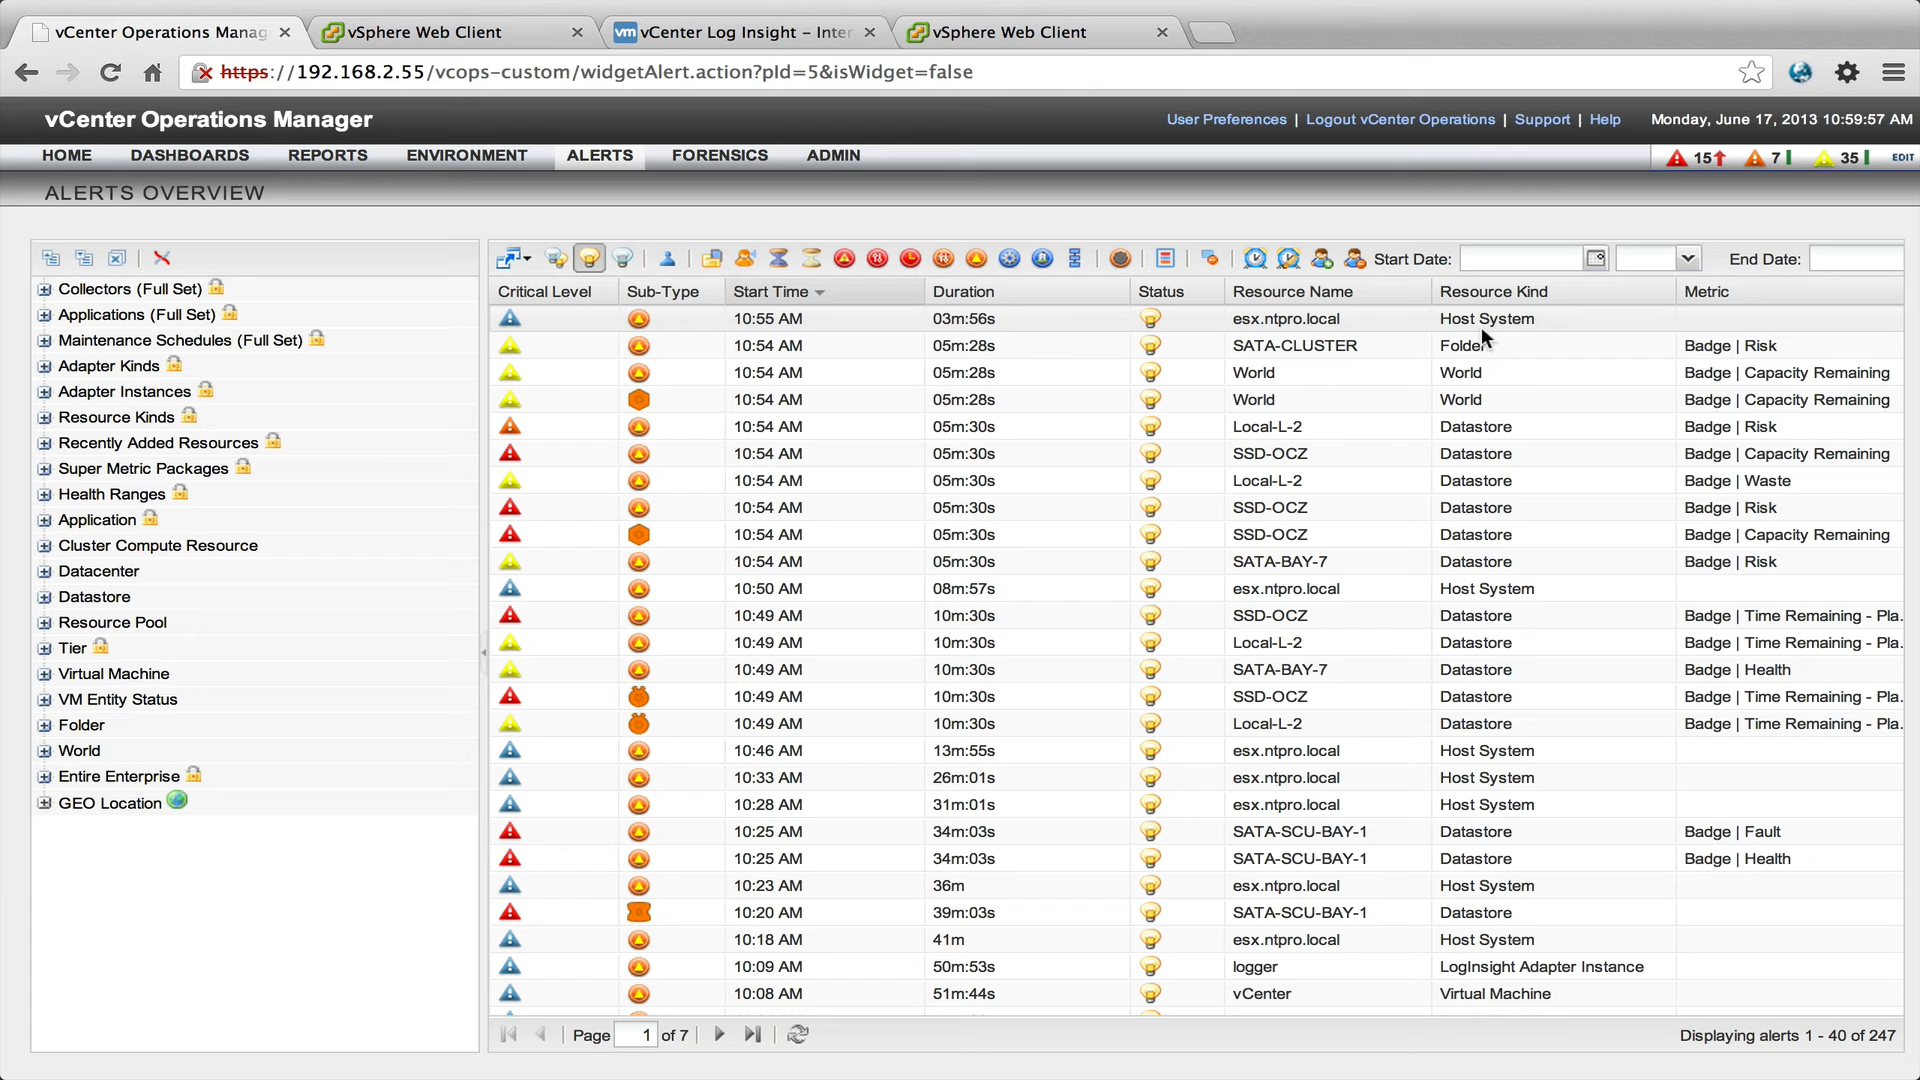 vCenter Operations Manag
vSphere Web Client
vm vCenter Log Insight – Inter
vSphere Web Client
https://192.168.2.55/vcops-custom/widgetAlert.action?pId=5&isWidget=false
vCenter Operations Manager
User Preferences | Logout vCenter Operations | Support | Help
Monday, June 17, 2013 10:59:57 AM
HOME DASHBOARDS REPORTS ENVIRONMENT ALERTS FORENSICS ADMIN
15 7 35 EDIT
ALERTS OVERVIEW
Collectors (Full Set)
Applications (Full Set)
Maintenance Schedules (Full Set)
Adapter Kinds
Adapter Instances
Resource Kinds
Recently Added Resources
Super Metric Packages
Health Ranges
Application
Cluster Compute Resource
Datacenter
Datastore
Resource Pool
Tier
Virtual Machine
VM Entity Status
Folder
World
Entire Enterprise
GEO Location
Start Date: End Date:
Critical Level Sub-Type Start Time Duration Status Resource Name Resource Kind Metric
10:55 AM 03m:56s esx.ntpro.local Host System
10:54 AM 05m:28s SATA-CLUSTER Folder Badge | Risk
10:54 AM 05m:28s World World Badge | Capacity Remaining
10:54 AM 05m:28s World World Badge | Capacity Remaining
10:54 AM 05m:30s Local-L-2 Datastore Badge | Risk
10:54 AM 05m:30s SSD-OCZ Datastore Badge | Capacity Remaining
10:54 AM 05m:30s Local-L-2 Datastore Badge | Waste
10:54 AM 05m:30s SSD-OCZ Datastore Badge | Risk
10:54 AM 05m:30s SSD-OCZ Datastore Badge | Capacity Remaining
10:54 AM 05m:30s SATA-BAY-7 Datastore Badge | Risk
10:50 AM 08m:57s esx.ntpro.local Host System
10:49 AM 10m:30s SSD-OCZ Datastore Badge | Time Remaining - Pla.
10:49 AM 10m:30s Local-L-2 Datastore Badge | Time Remaining - Pla.
10:49 AM 10m:30s SATA-BAY-7 Datastore Badge | Health
10:49 AM 10m:30s SSD-OCZ Datastore Badge | Time Remaining - Pla.
10:49 AM 10m:30s Local-L-2 Datastore Badge | Time Remaining - Pla.
10:46 AM 13m:55s esx.ntpro.local Host System
10:33 AM 26m:01s esx.ntpro.local Host System
10:28 AM 31m:01s esx.ntpro.local Host System
10:25 AM 34m:03s SATA-SCU-BAY-1 Datastore Badge | Fault
10:25 AM 34m:03s SATA-SCU-BAY-1 Datastore Badge | Health
10:23 AM 36m esx.ntpro.local Host System
10:20 AM 39m:03s SATA-SCU-BAY-1 Datastore
10:18 AM 41m esx.ntpro.local Host System
10:09 AM 50m:53s logger LogInsight Adapter Instance
10:08 AM 51m:44s vCenter Virtual Machine
Page 1 of 7
Displaying alerts 1 - 40 of 247